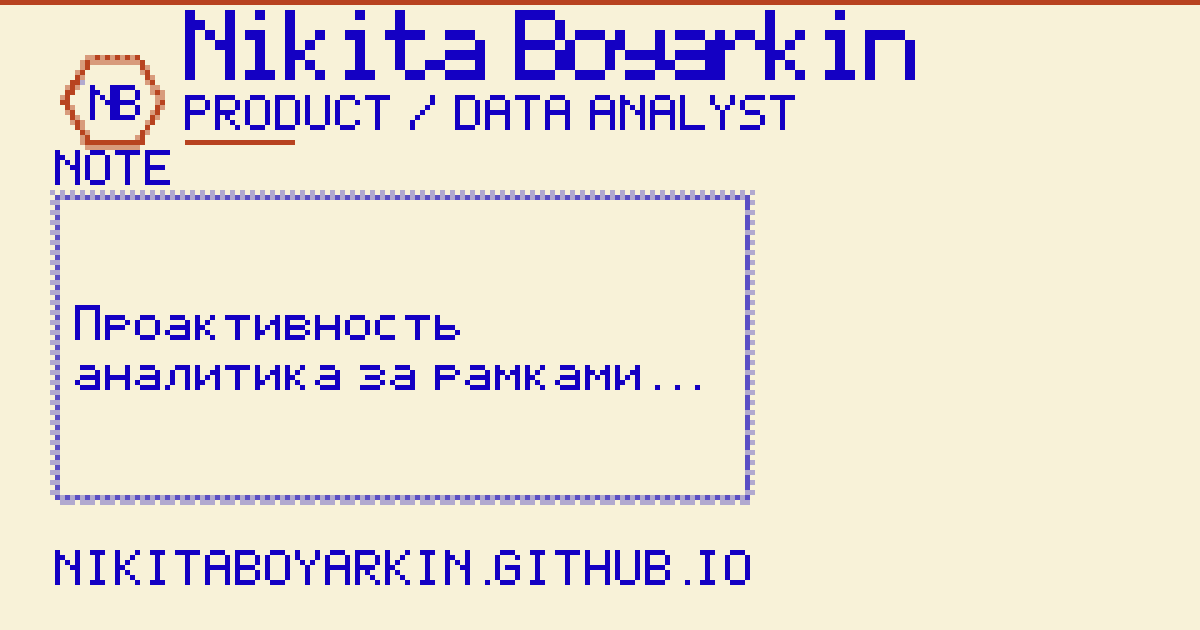 Nikita Boyarkin
NB
PRODUCT / DATA ANALYST
NOTE
Проактивность
аналитика за рамками...
NIKITABOYARKIN.GITHUB.IO